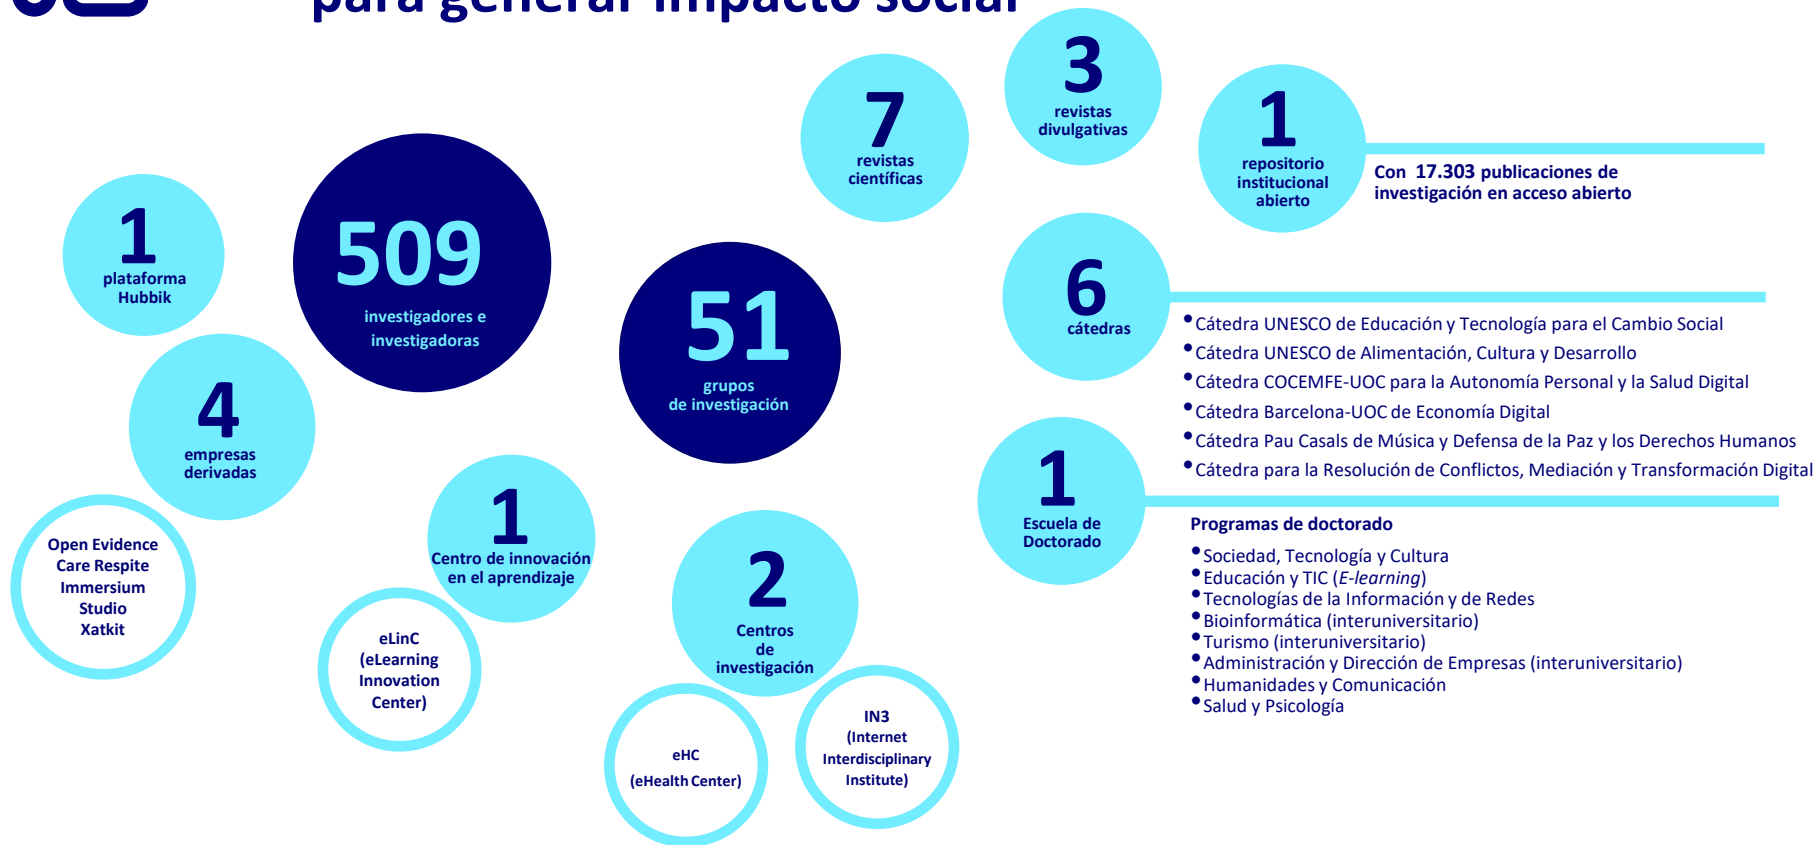 para generar impacto social
1
plataforma
Hubbik
509
investigadores e
investigadoras
51
grupos
de investigación
7
revistas
científicas
3
revistas
divulgativas
1
repositorio
institucional
abierto
Con 17.303 publicaciones de
investigación en acceso abierto
6
cátedras
• Cátedra UNESCO de Educación y Tecnología para el Cambio Social
• Cátedra UNESCO de Alimentación, Cultura y Desarrollo
• Cátedra COCEMFE-UOC para la Autonomía Personal y la Salud Digital
• Cátedra Barcelona-UOC de Economía Digital
• Cátedra Pau Casals de Música y Defensa de la Paz y los Derechos Humanos
• Cátedra para la Resolución de Conflictos, Mediación y Transformación Digital
4
empresas
derivadas
Open Evidence
Care Respite
Immersium
Studio
Xatkit
1
Centro de innovación
en el aprendizaje
eLinC
(eLearning
Innovation
Center)
2
Centros
de
investigación
eHC
(eHealth Center)
IN3
(Internet
Interdisciplinary
Institute)
1
Escuela de
Doctorado
Programas de doctorado
• Sociedad, Tecnología y Cultura
• Educación y TIC (E-learning)
• Tecnologías de la Información y de Redes
• Bioinformática (interuniversitario)
• Turismo (interuniversitario)
• Administración y Dirección de Empresas (interuniversitario)
• Humanidades y Comunicación
• Salud y Psicología